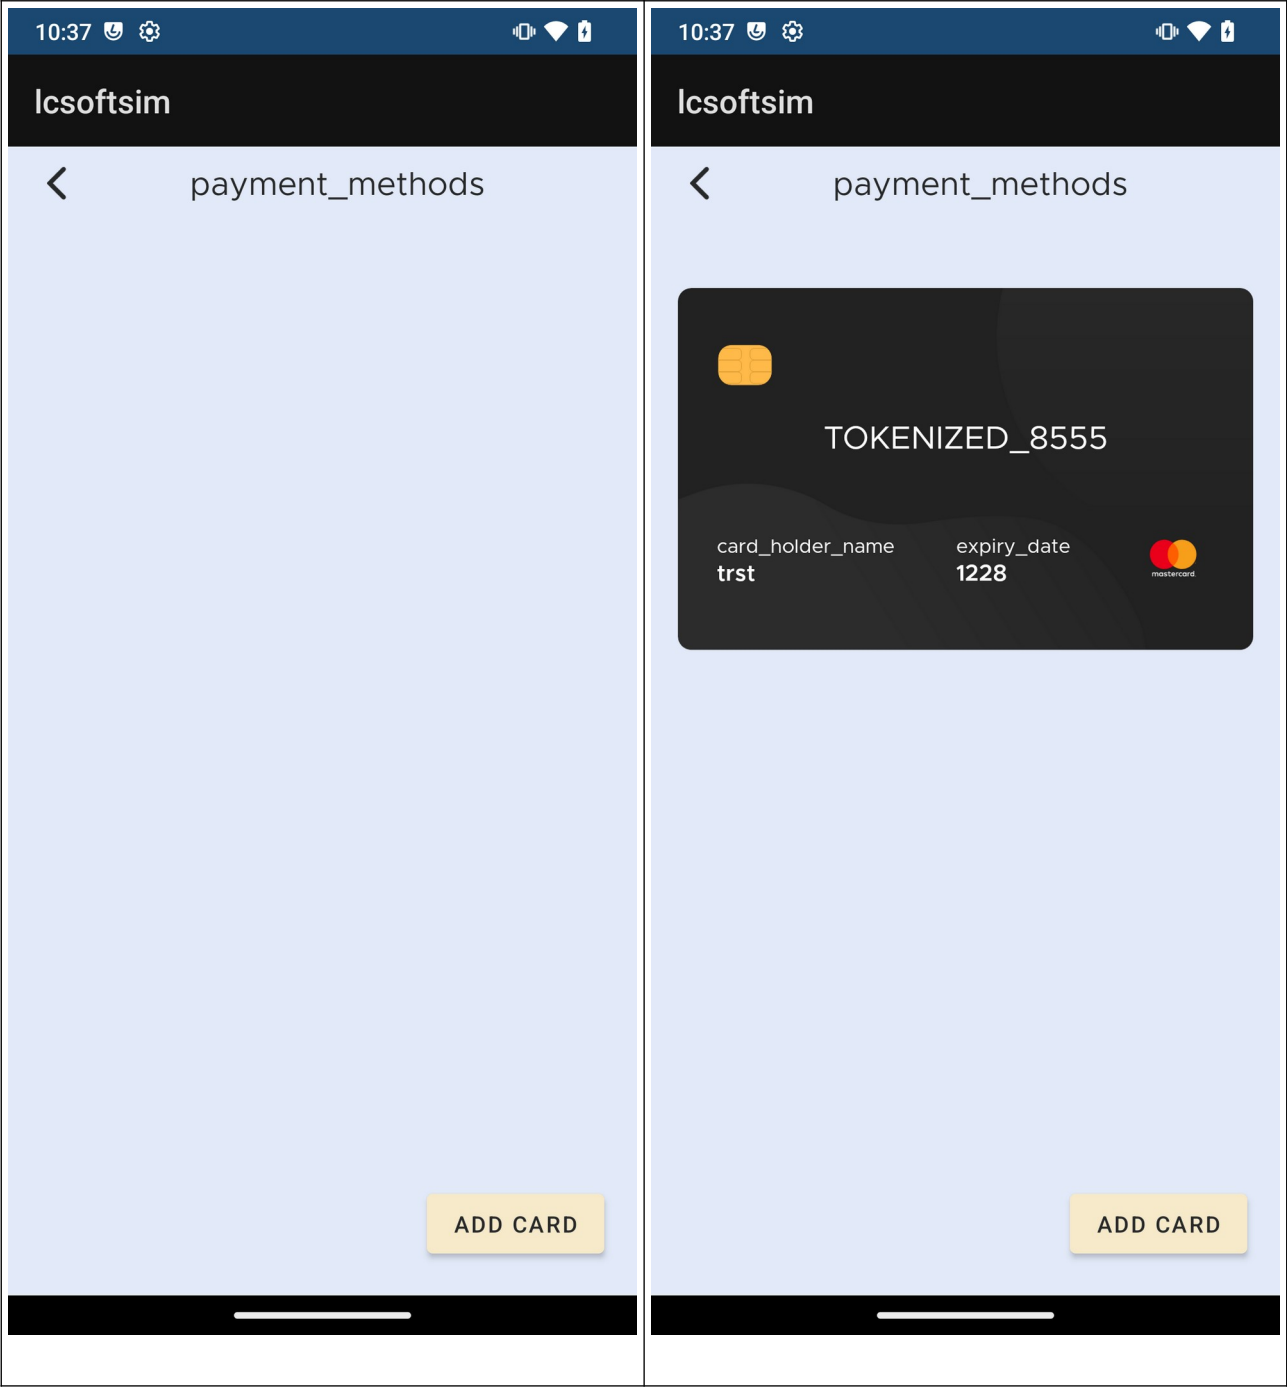 10:37
lcsoftsim
payment_methods
ADD CARD
10:37
lcsoftsim
payment_methods
TOKENIZED_8555
card_holder_name
trst
expiry_date
1228
mastercard.
ADD CARD